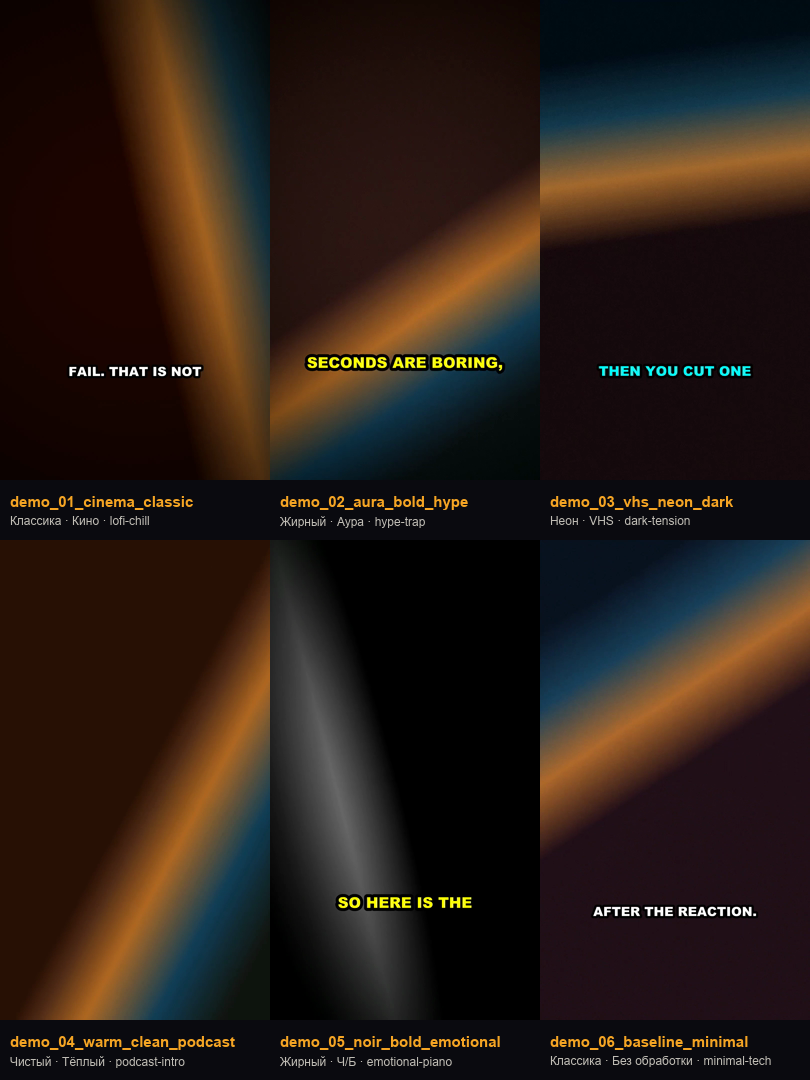 FAIL. THAT IS NOT
SECONDS ARE BORING,
THEN YOU CUT ONE
demo_01_cinema_classic
Классика · Кино · lofi-chill
demo_02_aura_bold_hype
Жирный · Аура · hype-trap
demo_03_vhs_neon_dark
Неон · VHS · dark-tension
SO HERE IS THE
AFTER THE REACTION.
demo_04_warm_clean_podcast
Чистый · Тёплый · podcast-intro
demo_05_noir_bold_emotional
Жирный · Ч/Б · emotional-piano
demo_06_baseline_minimal
Классика · Без обработки · minimal-tech